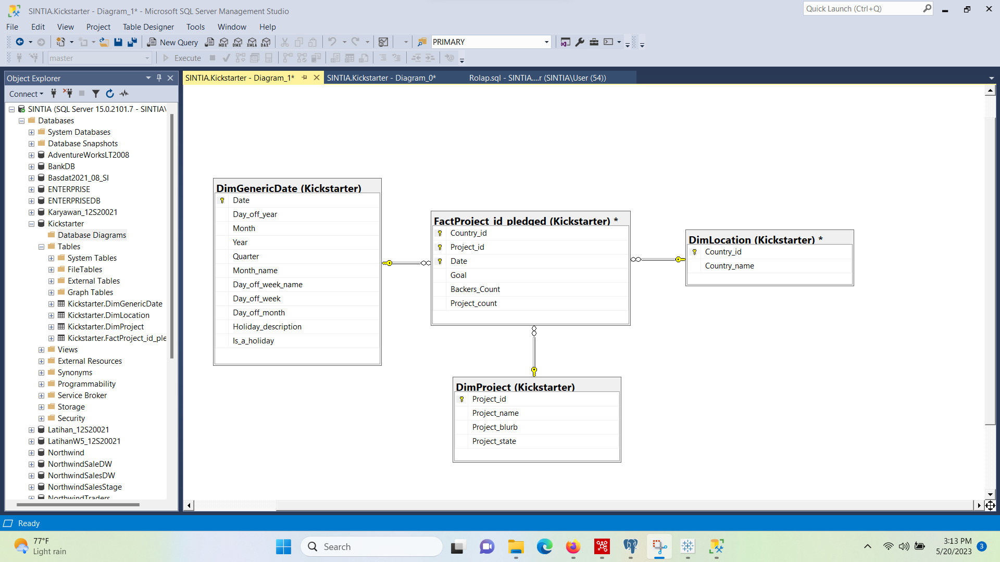 SINTIA.Kickstarter - Diagram_1* - Microsoft SQL Server Management Studio
Quick Launch (Ctrl+Q)
File Edit View Project Table Designer Tools Window Help
New Query MDX DMX XMLA DAX PRIMARY
master Execute
Object Explorer
SINTIA.Kickstarter - Diagram_1* SINTIA.Kickstarter - Diagram_0* Rolap.sql - SINTIA....r (SINTIA\User (54))
Connect
SINTIA (SQL Server 15.0.2101.7 - SINTIA\
Databases
System Databases
Database Snapshots
AdventureWorksLT2008
BankDB
Basdat2021_08_SI
ENTERPRISE
ENTERPRISEDB
Karyawan_12S20021
Kickstarter
Database Diagrams
Tables
System Tables
FileTables
External Tables
Graph Tables
Kickstarter.DimGenericDate
Kickstarter.DimLocation
Kickstarter.DimProject
Kickstarter.FactProject_id_ple
Views
External Resources
Synonyms
Programmability
Service Broker
Storage
Security
Latihan_12S20021
LatihanW5_12S20021
Northwind
NorthwindSaleDW
NorthwindSalesDW
NorthwindSalesStage
NorthwindTraders
DimGenericDate (Kickstarter)
Date
Day_off_year
Month
Year
Quarter
Month_name
Day_off_week_name
Day_off_week
Day_off_month
Holiday_description
Is_a_holiday
FactProject_id_pledged (Kickstarter) *
Country_id
Project_id
Date
Goal
Backers_Count
Project_count
DimLocation (Kickstarter) *
Country_id
Country_name
DimProject (Kickstarter)
Project_id
Project_name
Project_blurb
Project_state
Ready
77°F
Light rain
Search
3:13 PM
5/20/2023
3